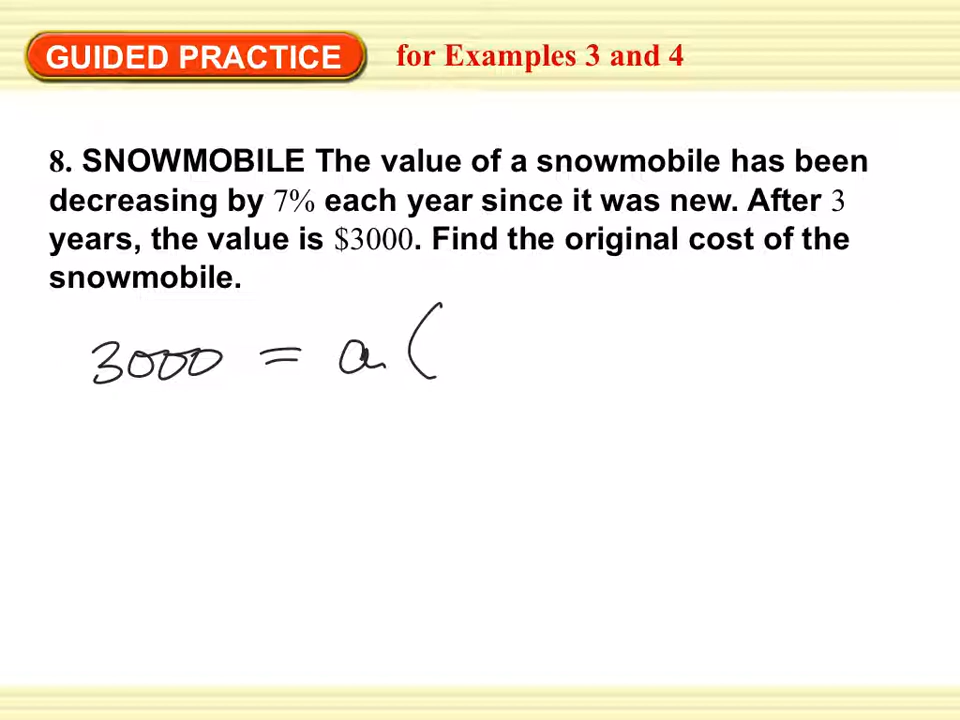 GUIDED PRACTICE for Examples 3 and 4
8. SNOWMOBILE The value of a snowmobile has been
decreasing by 7% each year since it was new. After 3
years, the value is $3000. Find the original cost of the
snowmobile.
3000 = a (